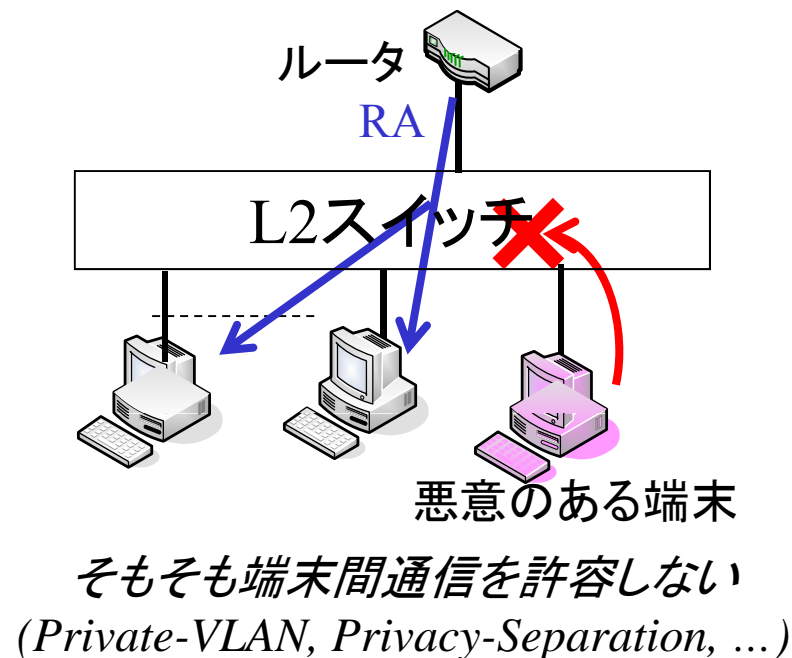 ルータ
RA
L2スイッチ
悪意のある端末
そもそも端末間通信を許容しない
(Private-VLAN, Privacy-Separation, …)